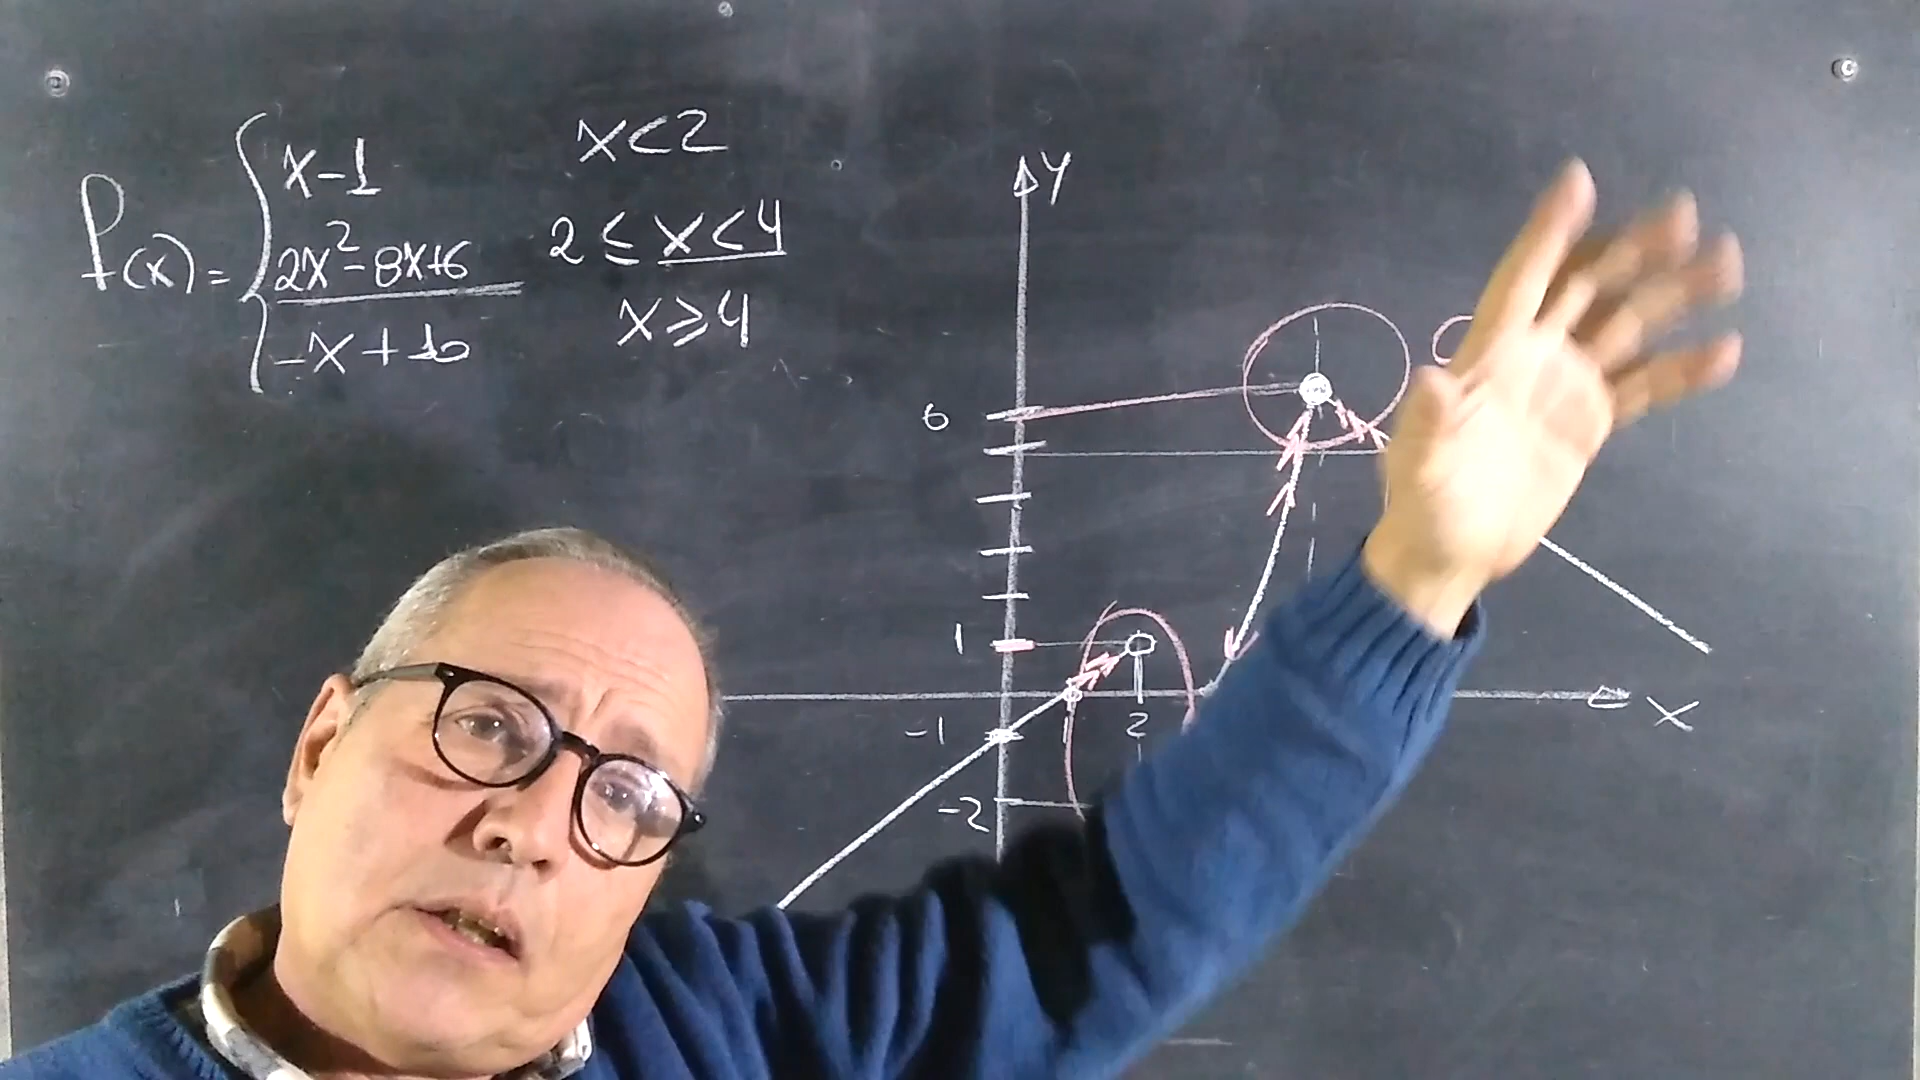 f(x) = { x-1 x<2
2x²-8x+6 2 ≤ x<4
-x+10 x≥4
Y
6
1
-1 1 2
X
-2